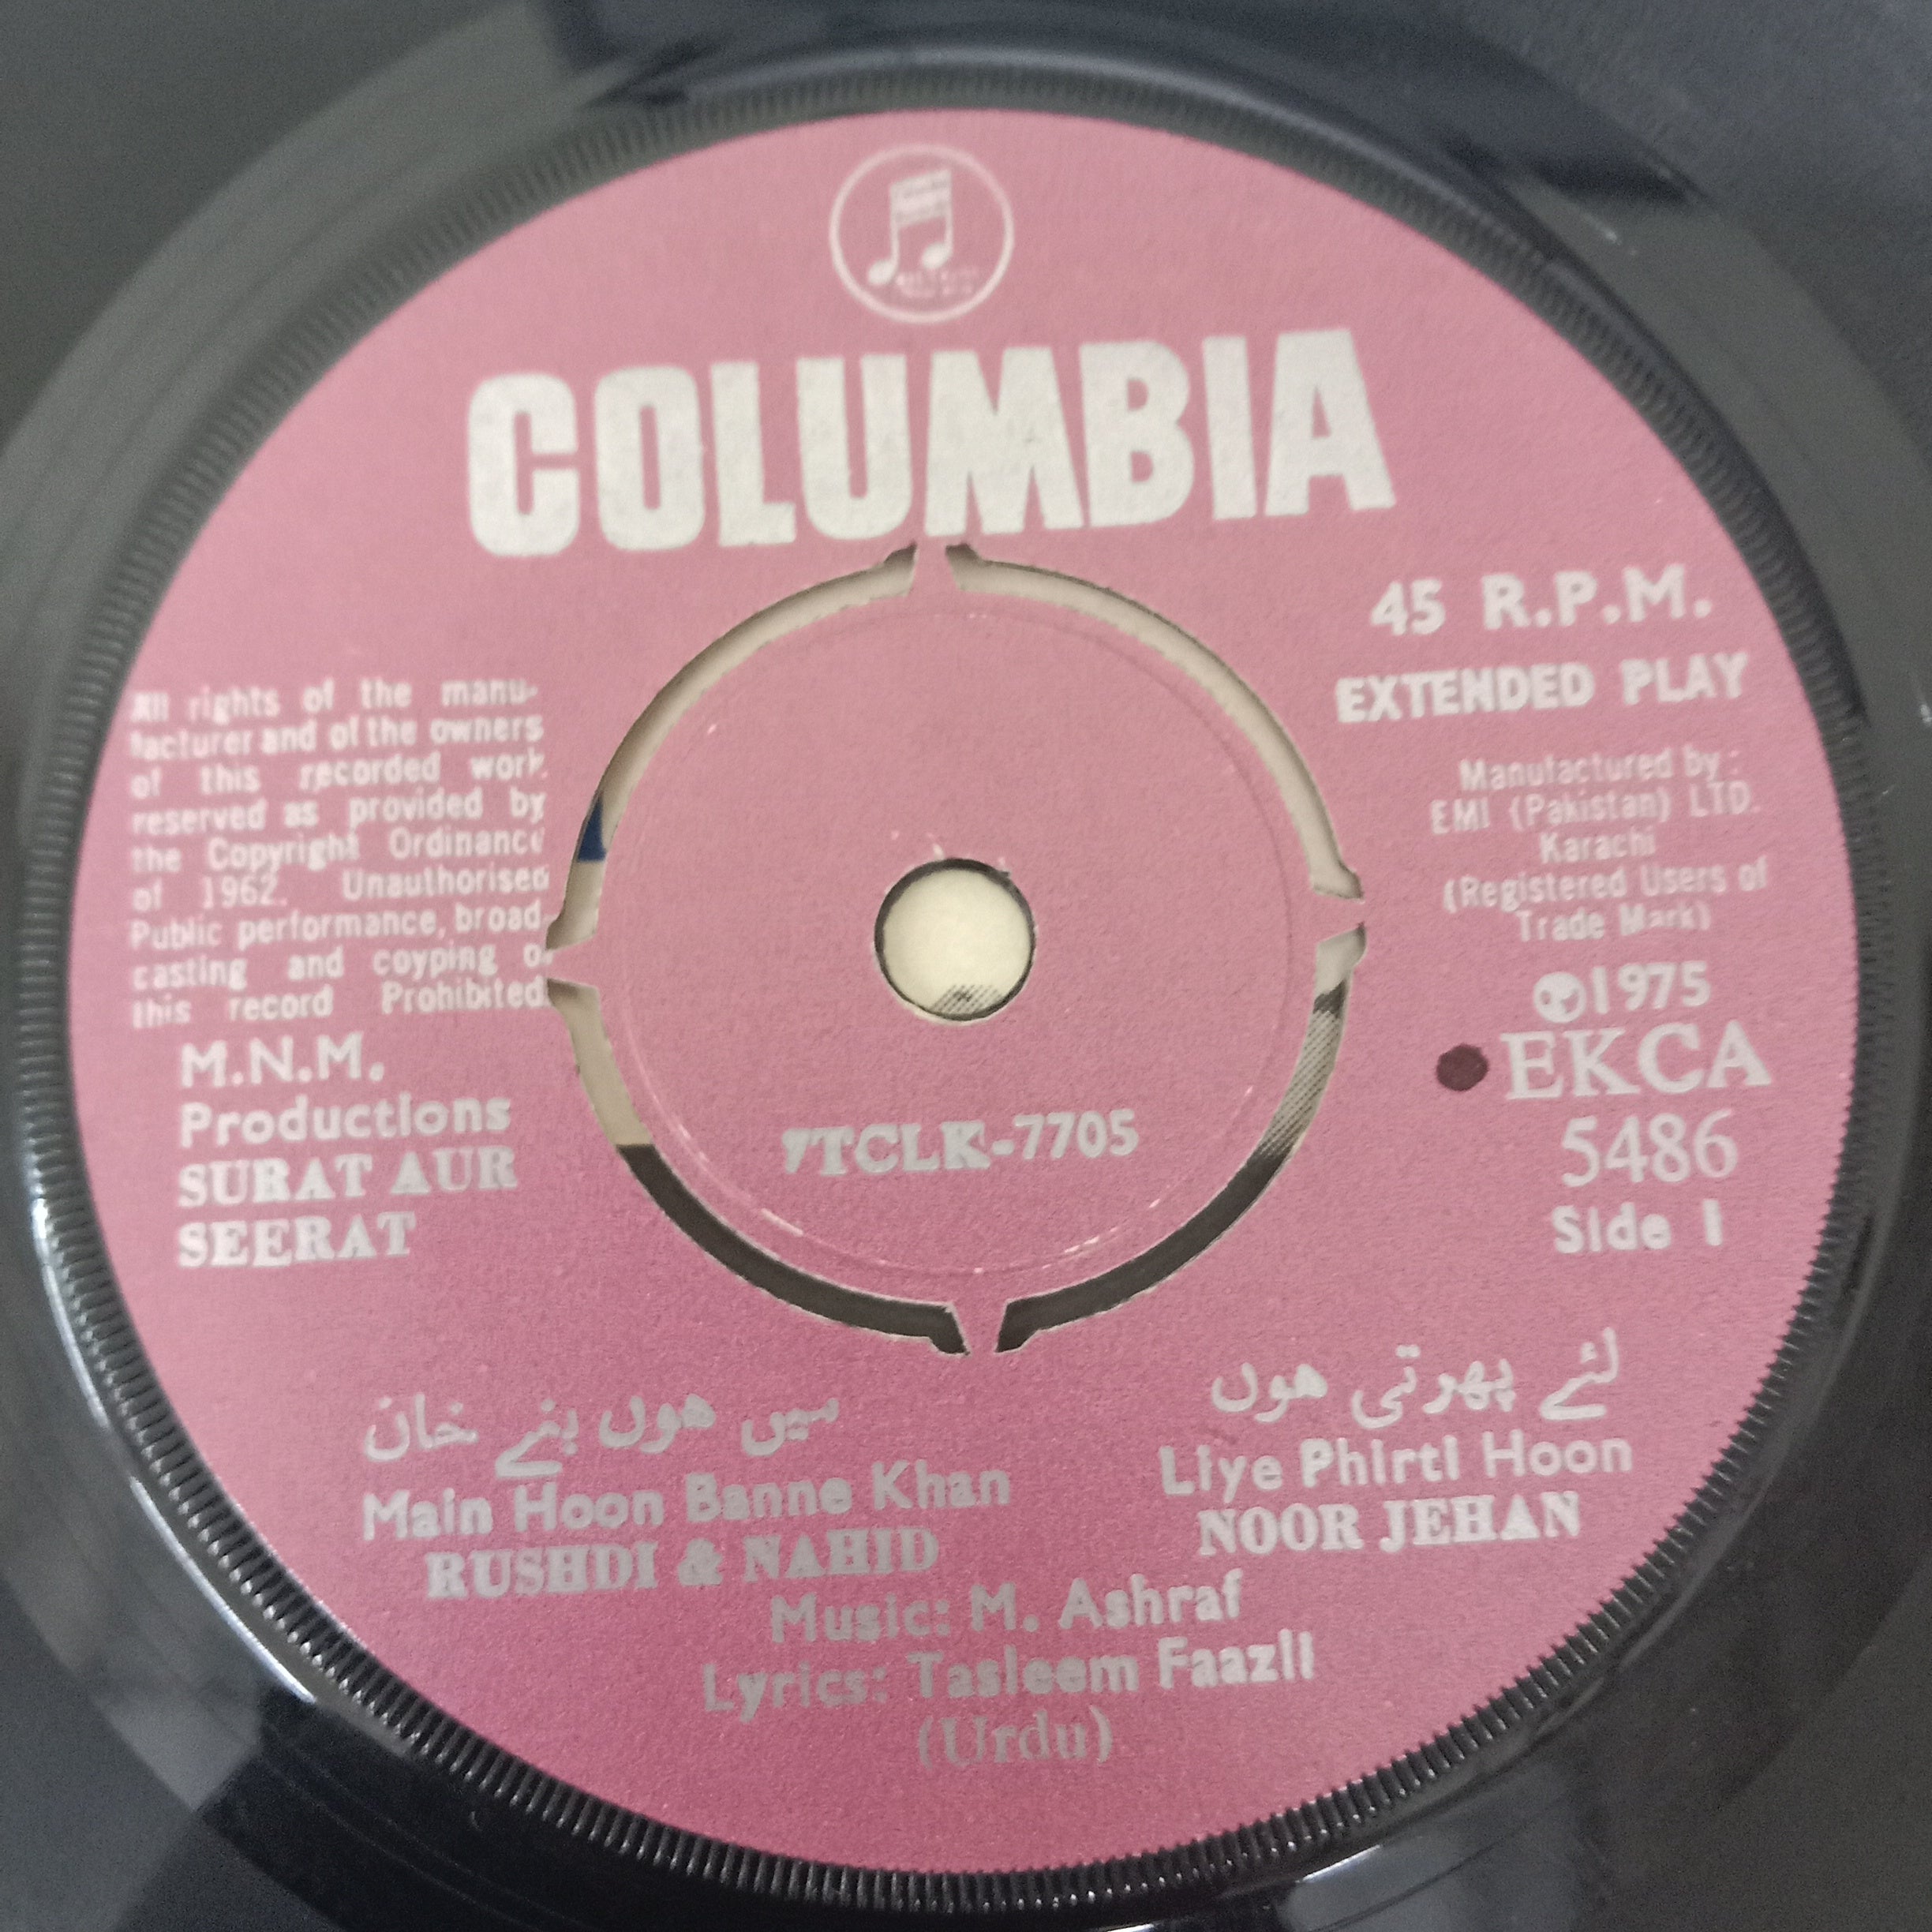 COLUMBIA
45 R.P.M.
EXTENDED PLAY
All rights of the manu-
facturer and of the owners
of this recorded work
reserved as provided by
the Copyright Ordinance
of 1962. Unauthorised
Public performance, broad-
casting and coyping of
this record Prohibited.
Manufactured by:
EMI (Pakistan) LTD.
Karachi
(Registered Users of
Trade Mark)
Ⓟ1975
EKCA
5486
Side 1
M.N.M.
Productions
SURAT AUR
SEERAT
7TCLK-7705
میں ھوں بنے خان
Main Hoon Banne Khan
RUSHDI & NAHID
لئے پھرتی ھوں
Liye Phirti Hoon
NOOR JEHAN
Music: M. Ashraf
Lyrics: Tasleem Faazli
(Urdu)